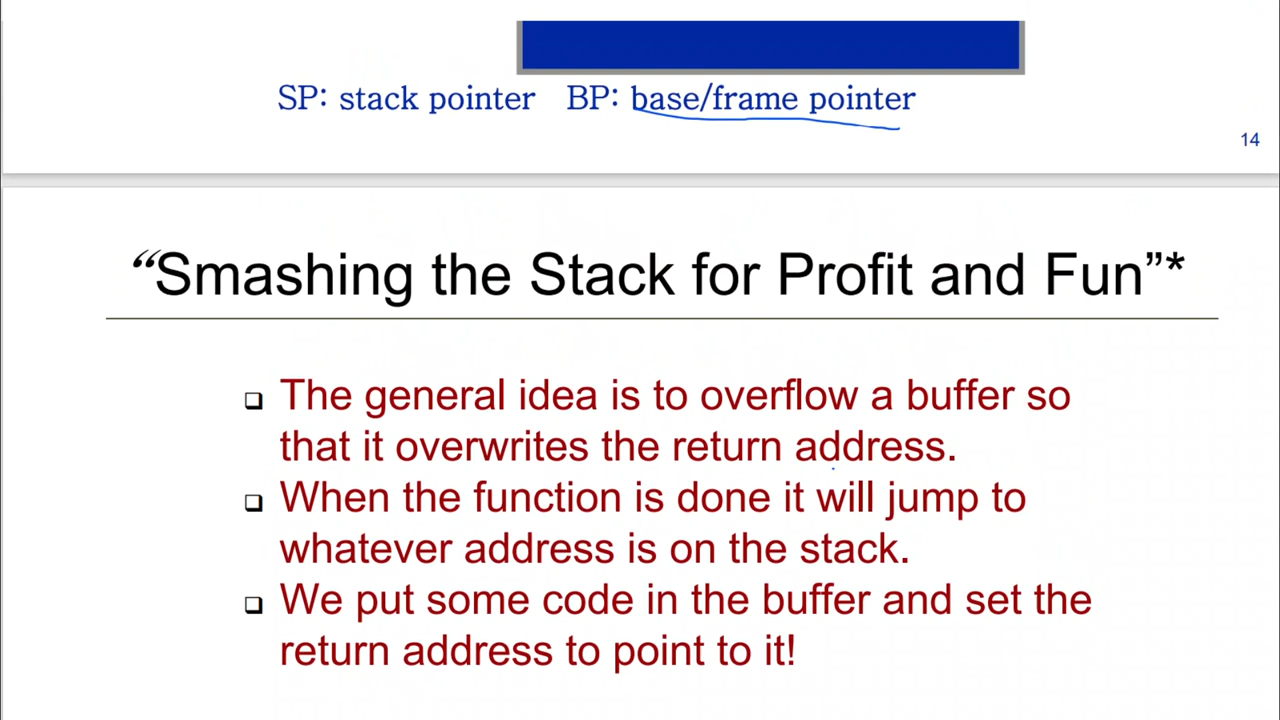 SP: stack pointer BP: base/frame pointer
14
“Smashing the Stack for Profit and Fun”*
❑ The general idea is to overflow a buffer so
that it overwrites the return address.
❑ When the function is done it will jump to
whatever address is on the stack.
❑ We put some code in the buffer and set the
return address to point to it!